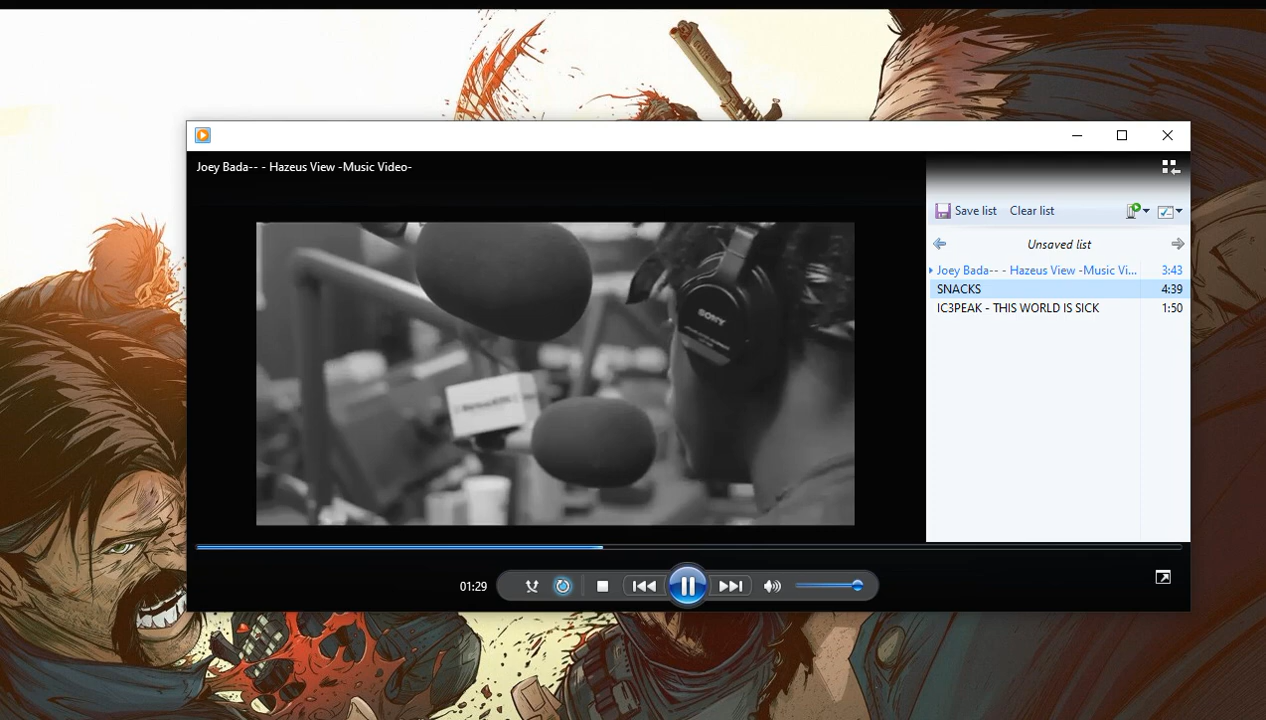 Joey Bada-- - Hazeus View -Music Video-
Save list Clear list
Unsaved list
Joey Bada-- - Hazeus View -Music Vi... 3:43
SNACKS 4:39
IC3PEAK - THIS WORLD IS SICK 1:50
SONY
01:29